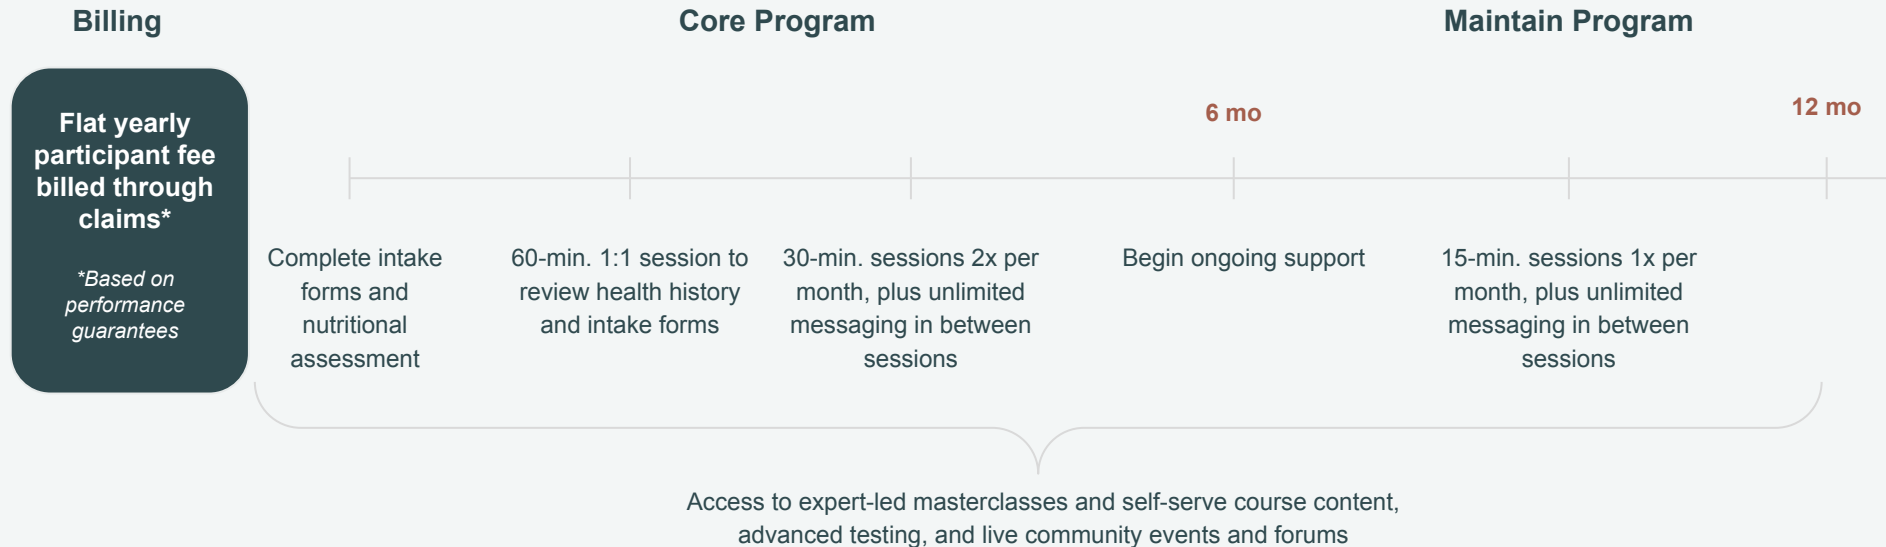 Billing
Core Program
Maintain Program
Flat yearly
participant fee
billed through
claims*
*Based on
performance
guarantees
6 mo
12 mo
Complete intake
forms and
nutritional
assessment
60-min. 1:1 session to
review health history
and intake forms
30-min. sessions 2x per
month, plus unlimited
messaging in between
sessions
Begin ongoing support
15-min. sessions 1x per
month, plus unlimited
messaging in between
sessions
Access to expert-led masterclasses and self-serve course content,
advanced testing, and live community events and forums